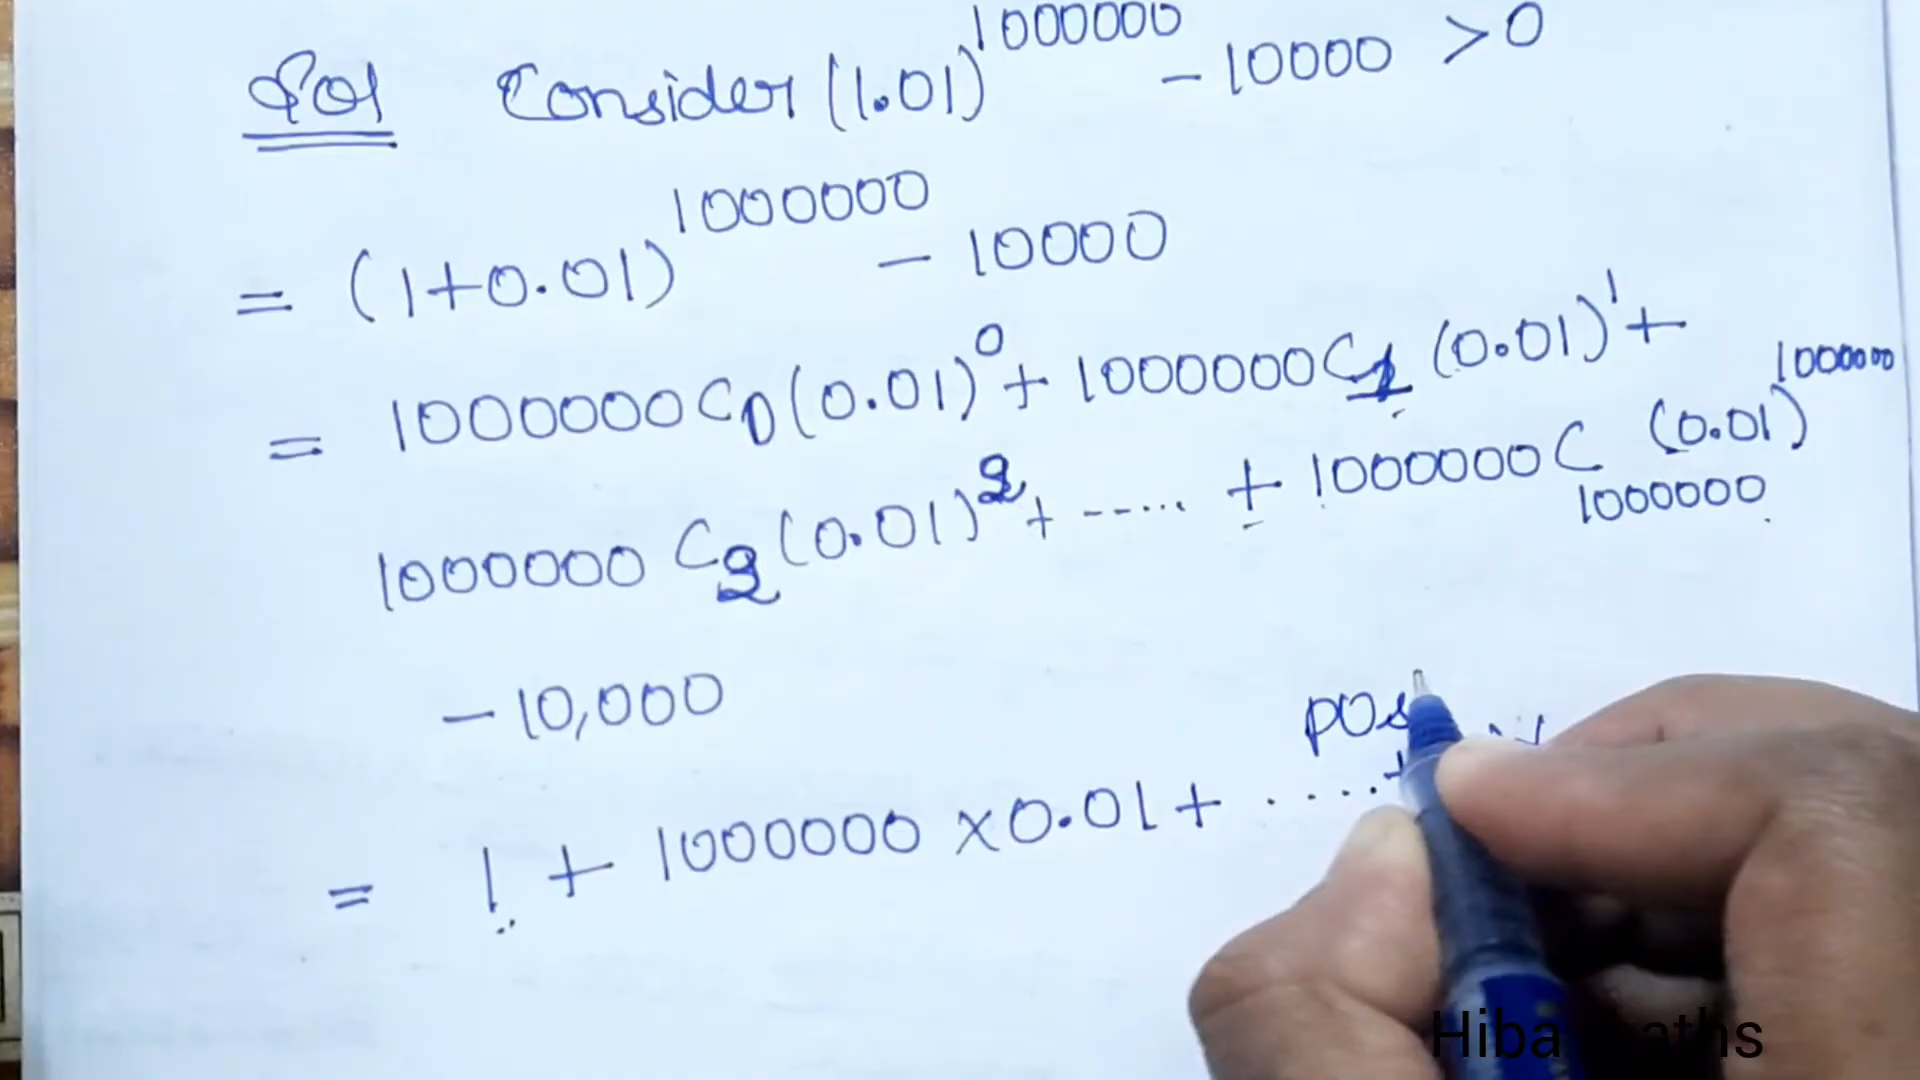 Sol Consider (1.01)^1000000 - 10000 > 0
= (1+0.01)^1000000 - 10000
= 1000000C0(0.01)^0 + 1000000C1(0.01)^1 +
1000000C2(0.01)^2 + ----.. + 1000000C1000000(0.01)^1000000
- 10,000
pos
= 1 + 1000000 x 0.01 + ..... +
Hiba